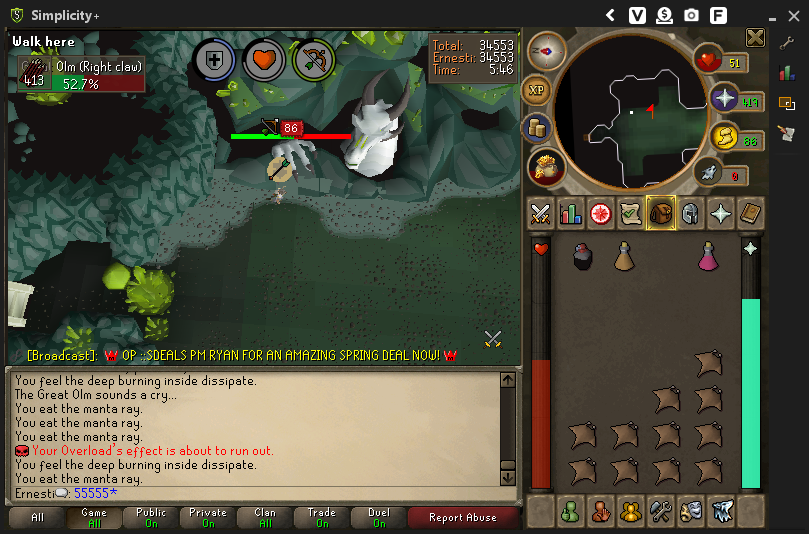 Simplicity+
Walk here
Olm (Right claw)
413
52.7%
Total: 34553
Ernesti: 34553
Time: 5:46
86
51
XP
419
86
0
[Broadcast]: OP ::SDEALS PM RYAN FOR AN AMAZING SPRING DEAL NOW!
You feel the deep burning inside dissipate.
The Great Olm sounds a cry...
You eat the manta ray.
You eat the manta ray.
You eat the manta ray.
Your Overload's effect is about to run out.
You feel the deep burning inside dissipate.
You eat the manta ray.
Ernesti: 55555*
All
Game All
Public On
Private On
Clan All
Trade On
Duel On
Report Abuse